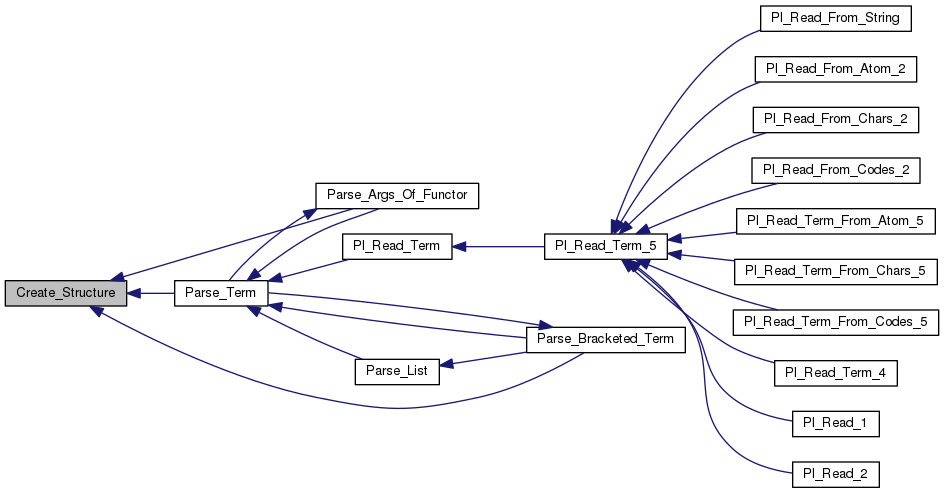 Pl_Read_From_String
Pl_Read_From_Atom_2
Pl_Read_From_Chars_2
Pl_Read_From_Codes_2
Parse_Args_Of_Functor
Pl_Read_Term_From_Atom_5
Pl_Read_Term
Pl_Read_Term_5
Pl_Read_Term_From_Chars_5
Create_Structure
Parse_Term
Pl_Read_Term_From_Codes_5
Parse_Bracketed_Term
Parse_List
Pl_Read_Term_4
Pl_Read_1
Pl_Read_2